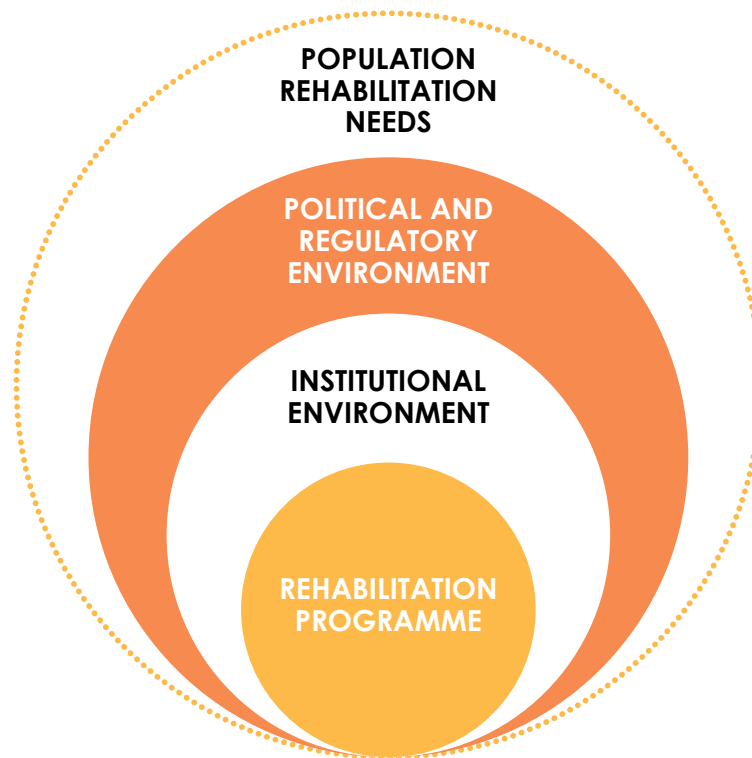 POPULATION
REHABILITATION
NEEDS
POLITICAL AND
REGULATORY
ENVIRONMENT
INSTITUTIONAL
ENVIRONMENT
REHABILITATION
PROGRAMME